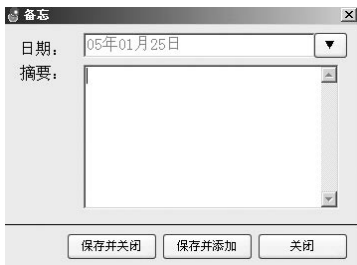 备忘
日期：
05年01月25日
摘要：
保存并关闭
保存并添加
关闭